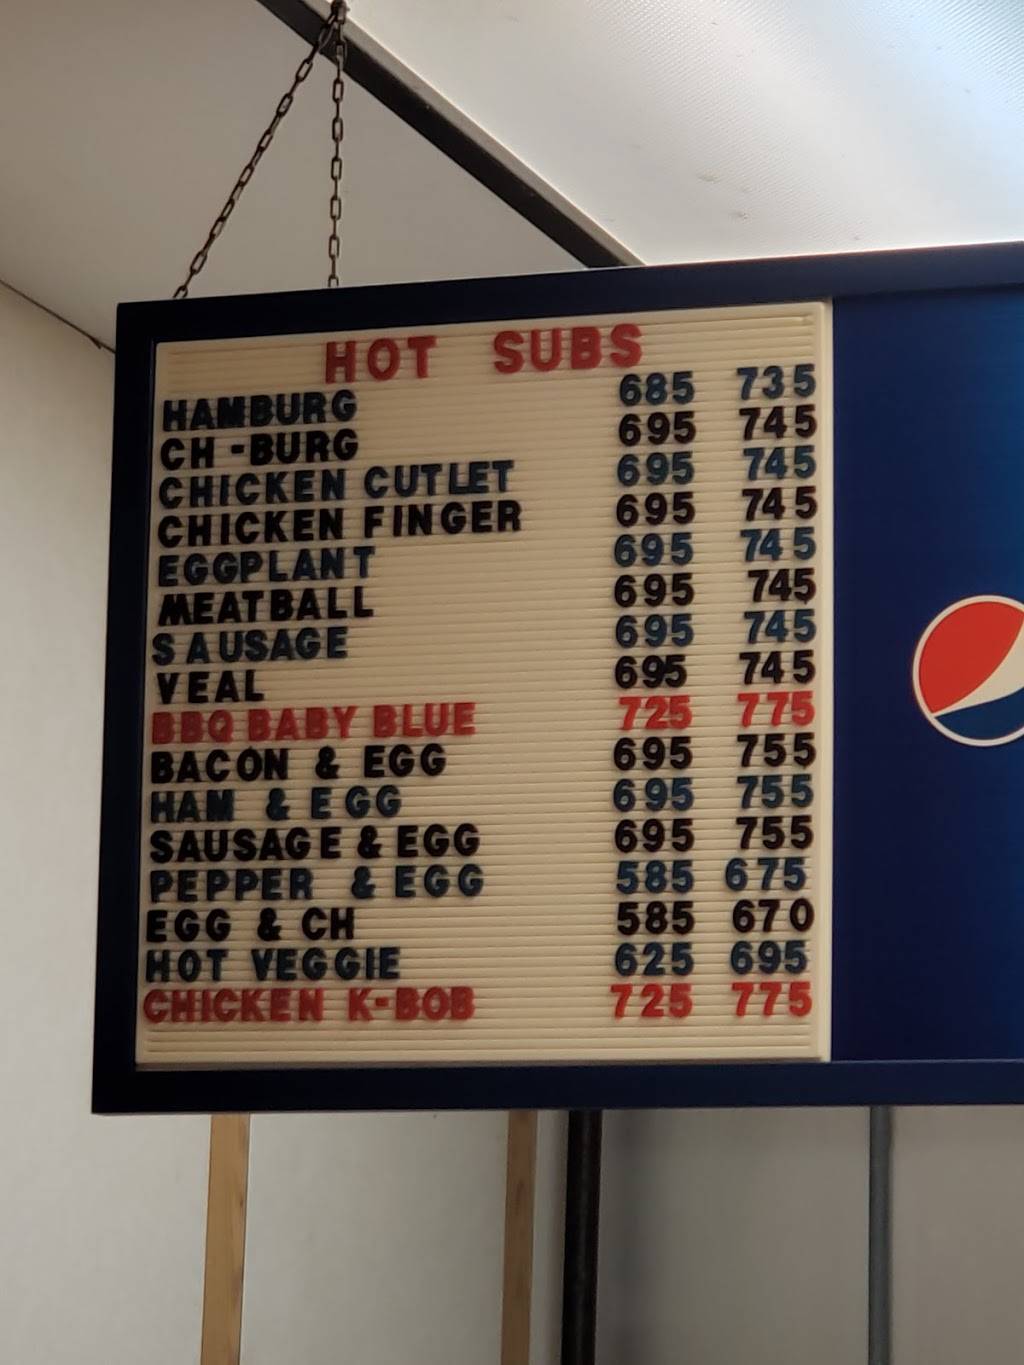 HOT SUBS
HAMBURG 685 735
CH-BURG 695 745
CHICKEN CUTLET 695 745
CHICKEN FINGER 695 745
EGGPLANT 695 745
MEATBALL 695 745
SAUSAGE 695 745
VEAL 695 745
BBQ BABY BLUE 725 775
BACON & EGG 695 755
HAM & EGG 695 755
SAUSAGE & EGG 695 755
PEPPER & EGG 585 675
EGG & CH 585 670
HOT VEGGIE 625 695
CHICKEN K-BOB 725 775